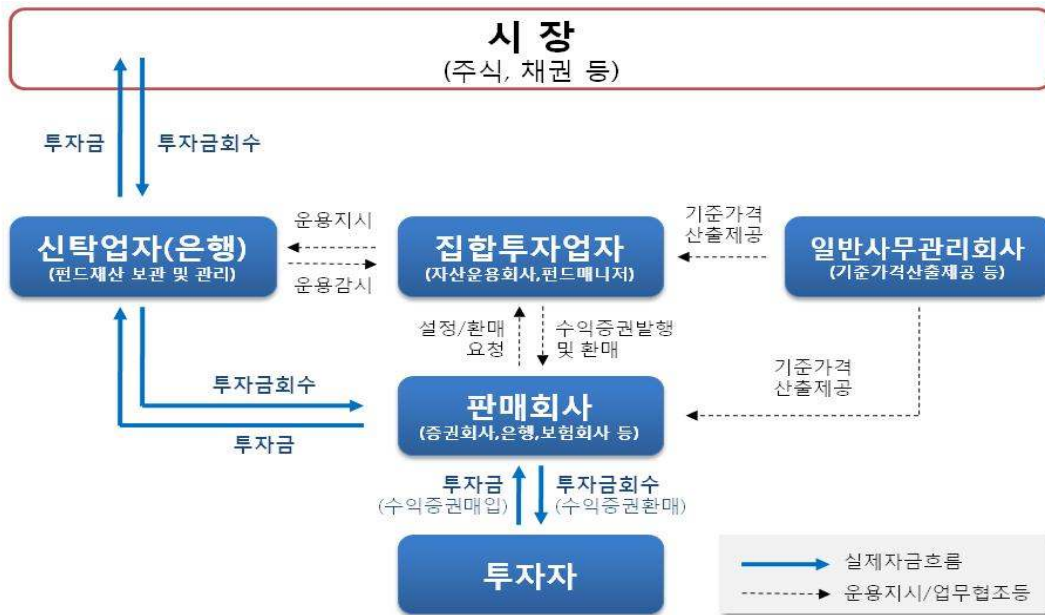 시 장
(주식, 채권 등)
투자금
투자금회수
신탁업자(은행)
(펀드재산 보관 및 관리)
운용지시
운용감시
집합투자업자
(자산운용회사,펀드매니저)
기준가격
산출제공
일반사무관리회사
(기준가격산출제공 등)
설정/환매
요청
수익증권발행
및 환매
기준가격
산출제공
투자금회수
투자금
판매회사
(증권회사,은행,보험회사 등)
투자금
(수익증권매입)
투자금회수
(수익증권환매)
투자자
실제자금흐름
운용지시/업무협조등